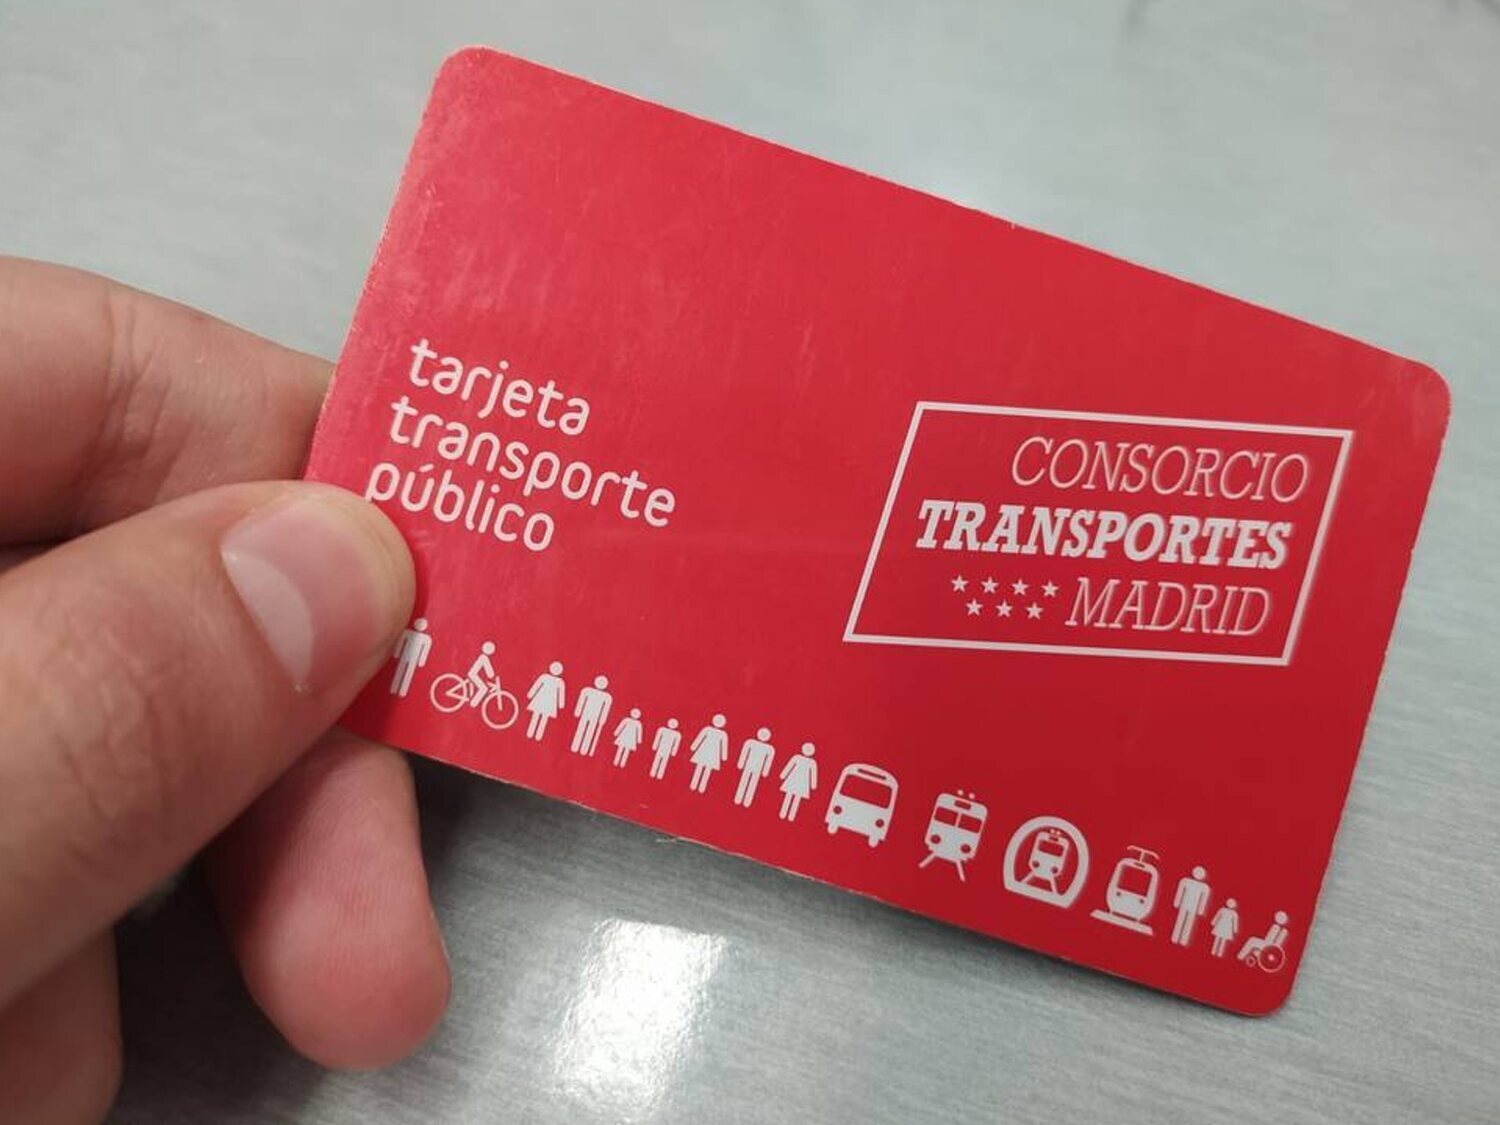 tarjeta
transporte
público
CONSORCIO
TRANSPORTES
MADRID